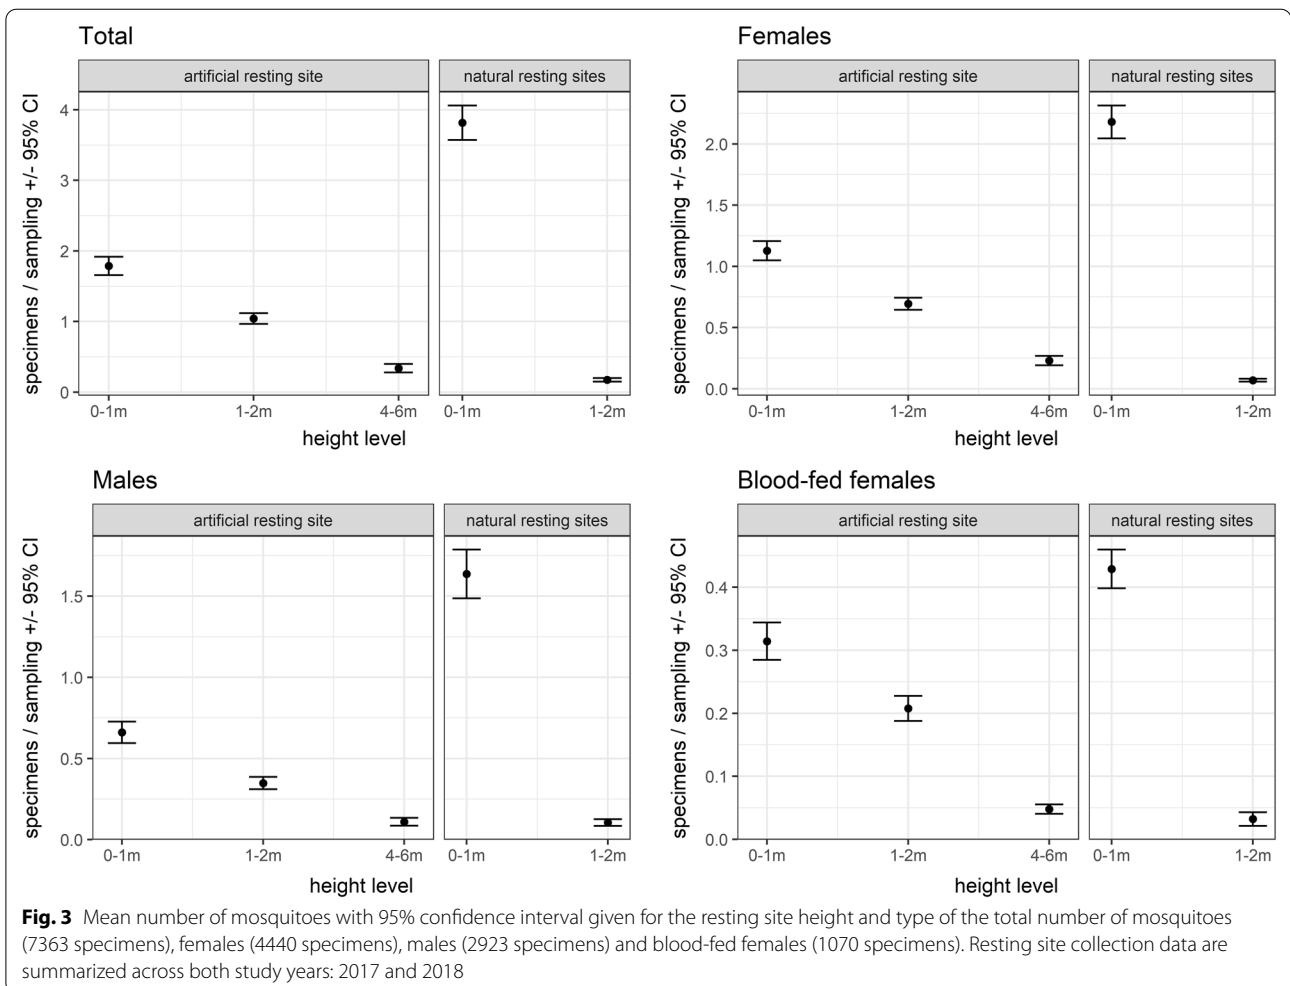 Total
artificial resting site
natural resting sites
specimens / sampling +/- 95% CI
4
3
2
1
0
0-1m
1-2m
4-6m
0-1m
1-2m
height level
Females
artificial resting site
natural resting sites
specimens / sampling +/- 95% CI
2.0
1.5
1.0
0.5
0.0
0-1m
1-2m
4-6m
0-1m
1-2m
height level
Males
artificial resting site
natural resting sites
specimens / sampling +/- 95% CI
1.5
1.0
0.5
0.0
0-1m
1-2m
4-6m
0-1m
1-2m
height level
Blood-fed females
artificial resting site
natural resting sites
specimens / sampling +/- 95% CI
0.4
0.3
0.2
0.1
0.0
0-1m
1-2m
4-6m
0-1m
1-2m
height level
Fig. 3 Mean number of mosquitoes with 95% confidence interval given for the resting site height and type of the total number of mosquitoes
(7363 specimens), females (4440 specimens), males (2923 specimens) and blood-fed females (1070 specimens). Resting site collection data are
summarized across both study years: 2017 and 2018